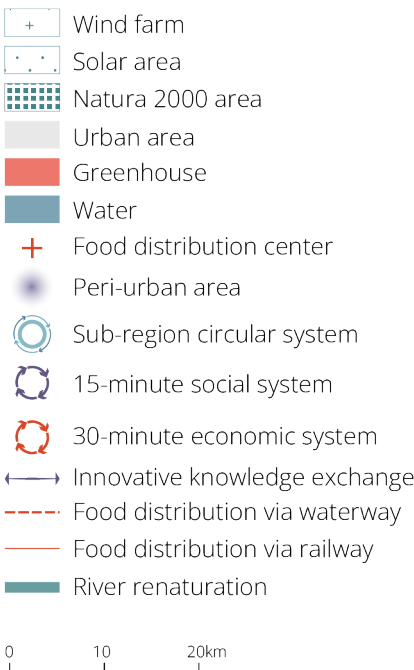 Wind farm
Solar area
Natura 2000 area
Urban area
Greenhouse
Water
Food distribution center
Peri-urban area
Sub-region circular system
15-minute social system
30-minute economic system
Innovative knowledge exchange
Food distribution via waterway
Food distribution via railway
River renaturation
0 10 20km